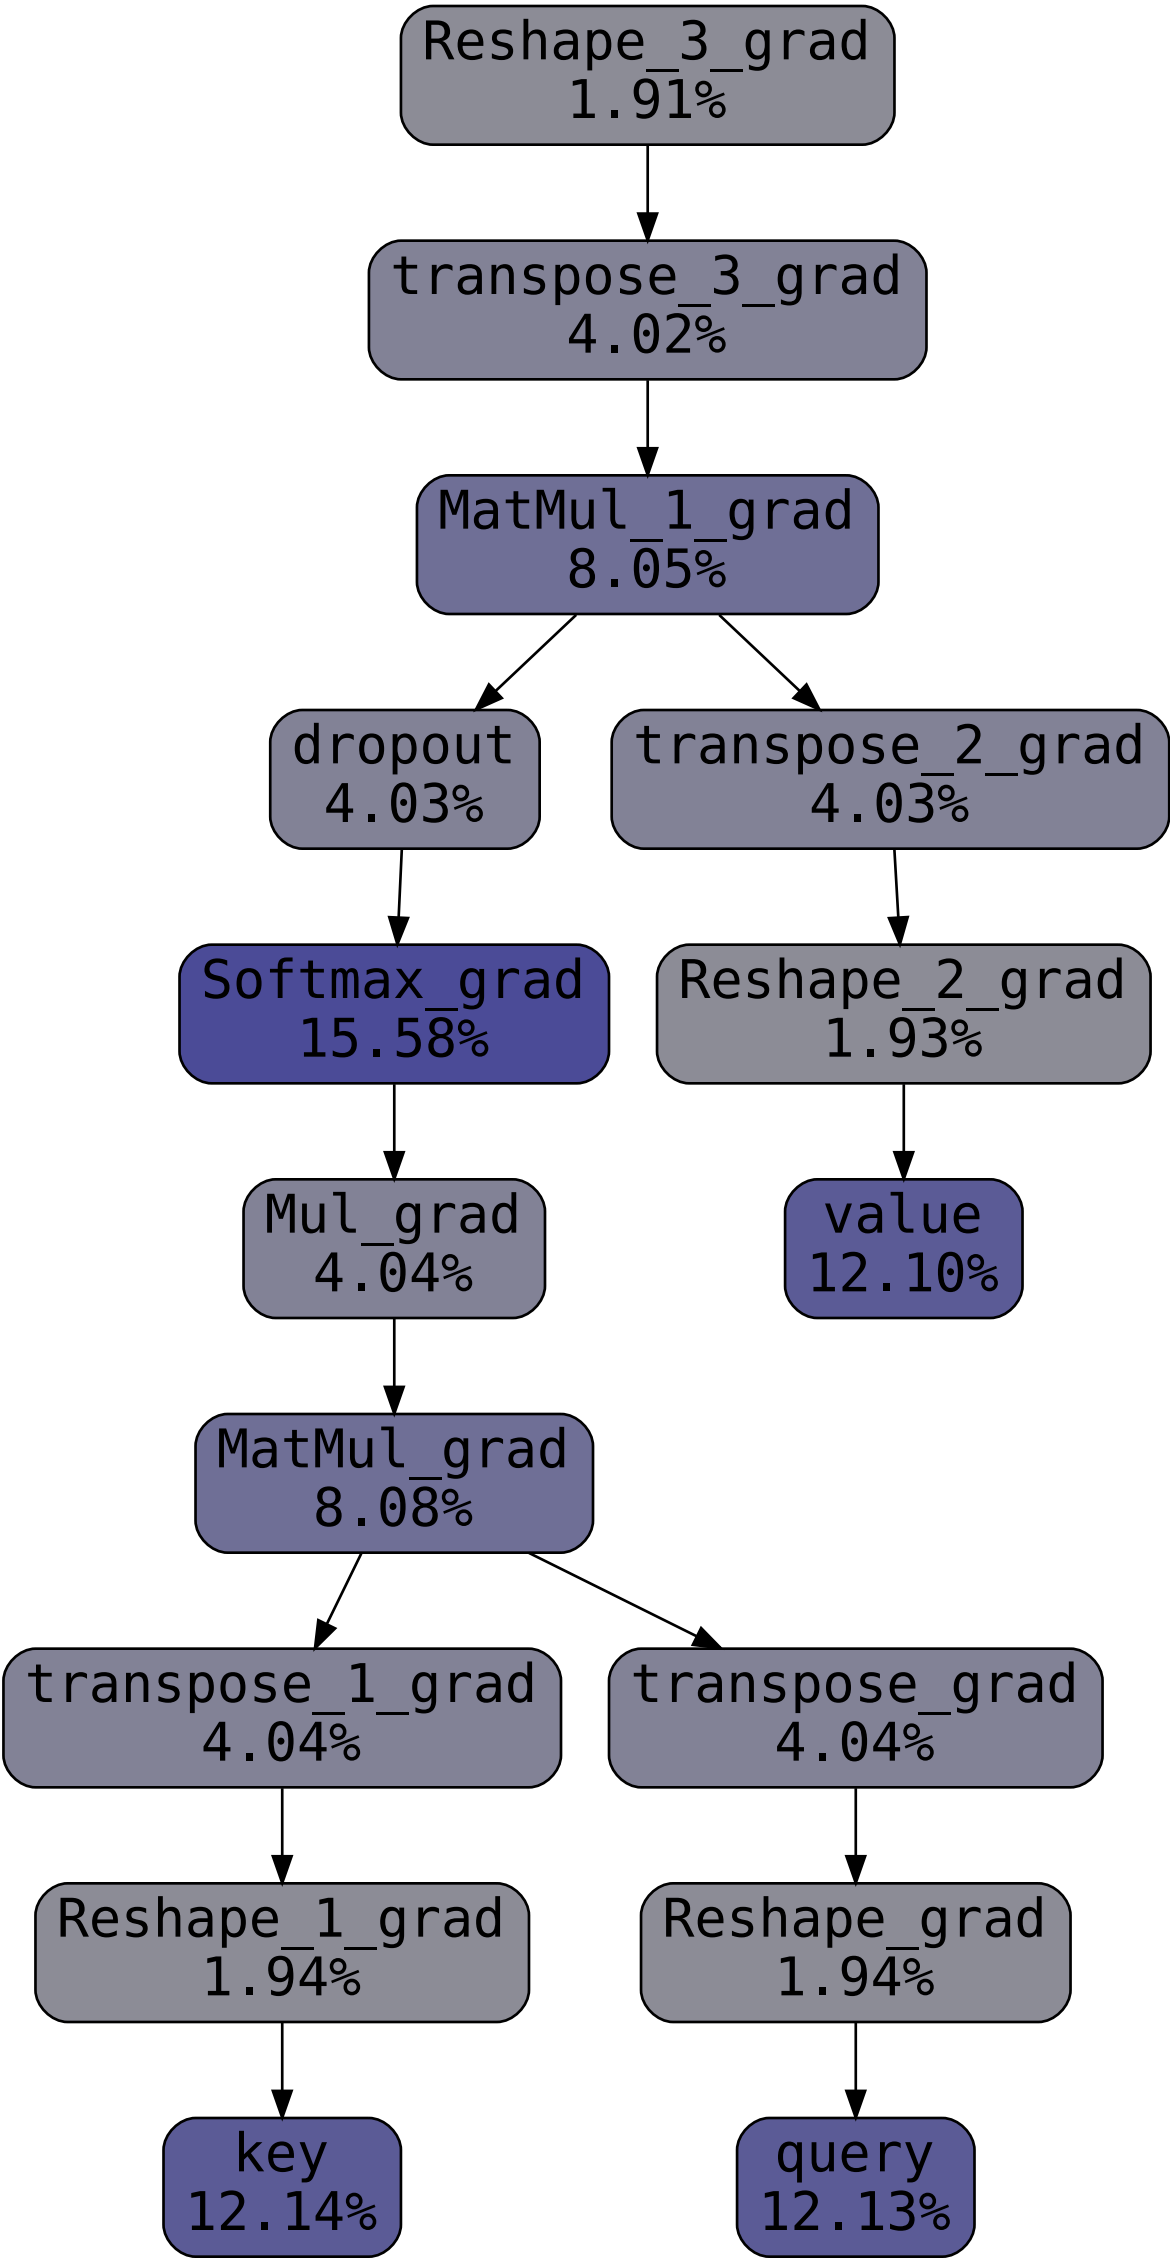 Reshape_3_grad
1.91%
transpose_3_grad
4.02%
MatMul_1_grad
8.05%
dropout
4.03%
transpose_2_grad
4.03%
Softmax_grad
15.58%
Reshape_2_grad
1.93%
Mul_grad
4.04%
value
12.10%
MatMul_grad
8.08%
transpose_1_grad
4.04%
transpose_grad
4.04%
Reshape_1_grad
1.94%
Reshape_grad
1.94%
key
12.14%
query
12.13%